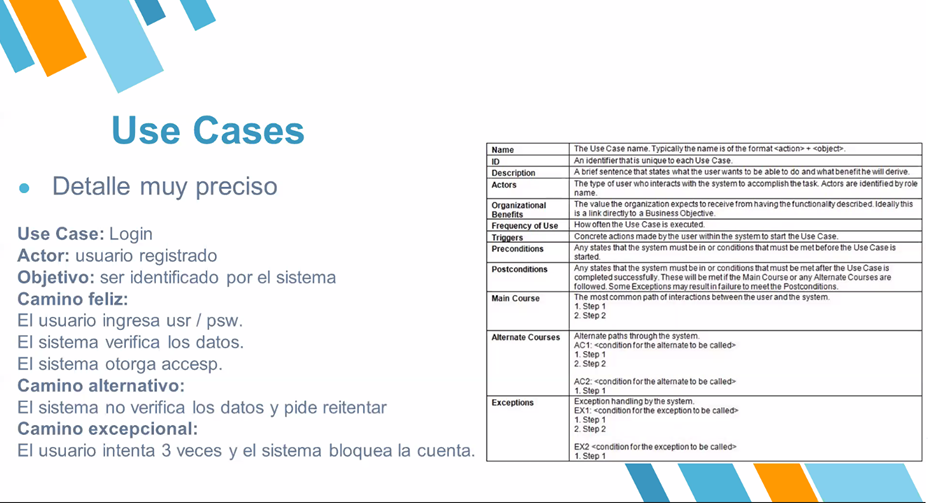 Use Cases
● Detalle muy preciso
Use Case: Login
Actor: usuario registrado
Objetivo: ser identificado por el sistema
Camino feliz:
El usuario ingresa usr / psw.
El sistema verifica los datos.
El sistema otorga accesp.
Camino alternativo:
El sistema no verifica los datos y pide reitentar
Camino excepcional:
El usuario intenta 3 veces y el sistema bloquea la cuenta.
Name The Use Case name. Typically the name is of the format <action> + <object>.
ID An identifier that is unique to each Use Case.
Description A brief sentence that states what the user wants to be able to do and what benefit he will derive.
Actors The type of user who interacts with the system to accomplish the task. Actors are identified by role
name.
Organizational The value the organization expects to receive from having the functionality described. Ideally this
Benefits is a link directly to a Business Objective.
Frequency of Use How often the Use Case is executed.
Triggers Concrete actions made by the user within the system to start the Use Case.
Preconditions Any states that the system must be in or conditions that must be met before the Use Case is
started.
Postconditions Any states that the system must be in or conditions that must be met after the Use Case is
completed successfully. These will be met if the Main Course or any Alternate Courses are
followed. Some Exceptions may result in failure to meet the Postconditions.
Main Course The most common path of interactions between the user and the system.
1. Step 1
2. Step 2
Alternate Courses Alternate paths through the system.
AC1: <condition for the alternate to be called>
1. Step 1
2. Step 2
AC2: <condition for the alternate to be called>
1. Step 1
Exceptions Exception handling by the system.
EX1: <condition for the exception to be called>
1. Step 1
2. Step 2
EX2 <condition for the exception to be called>
1. Step 1